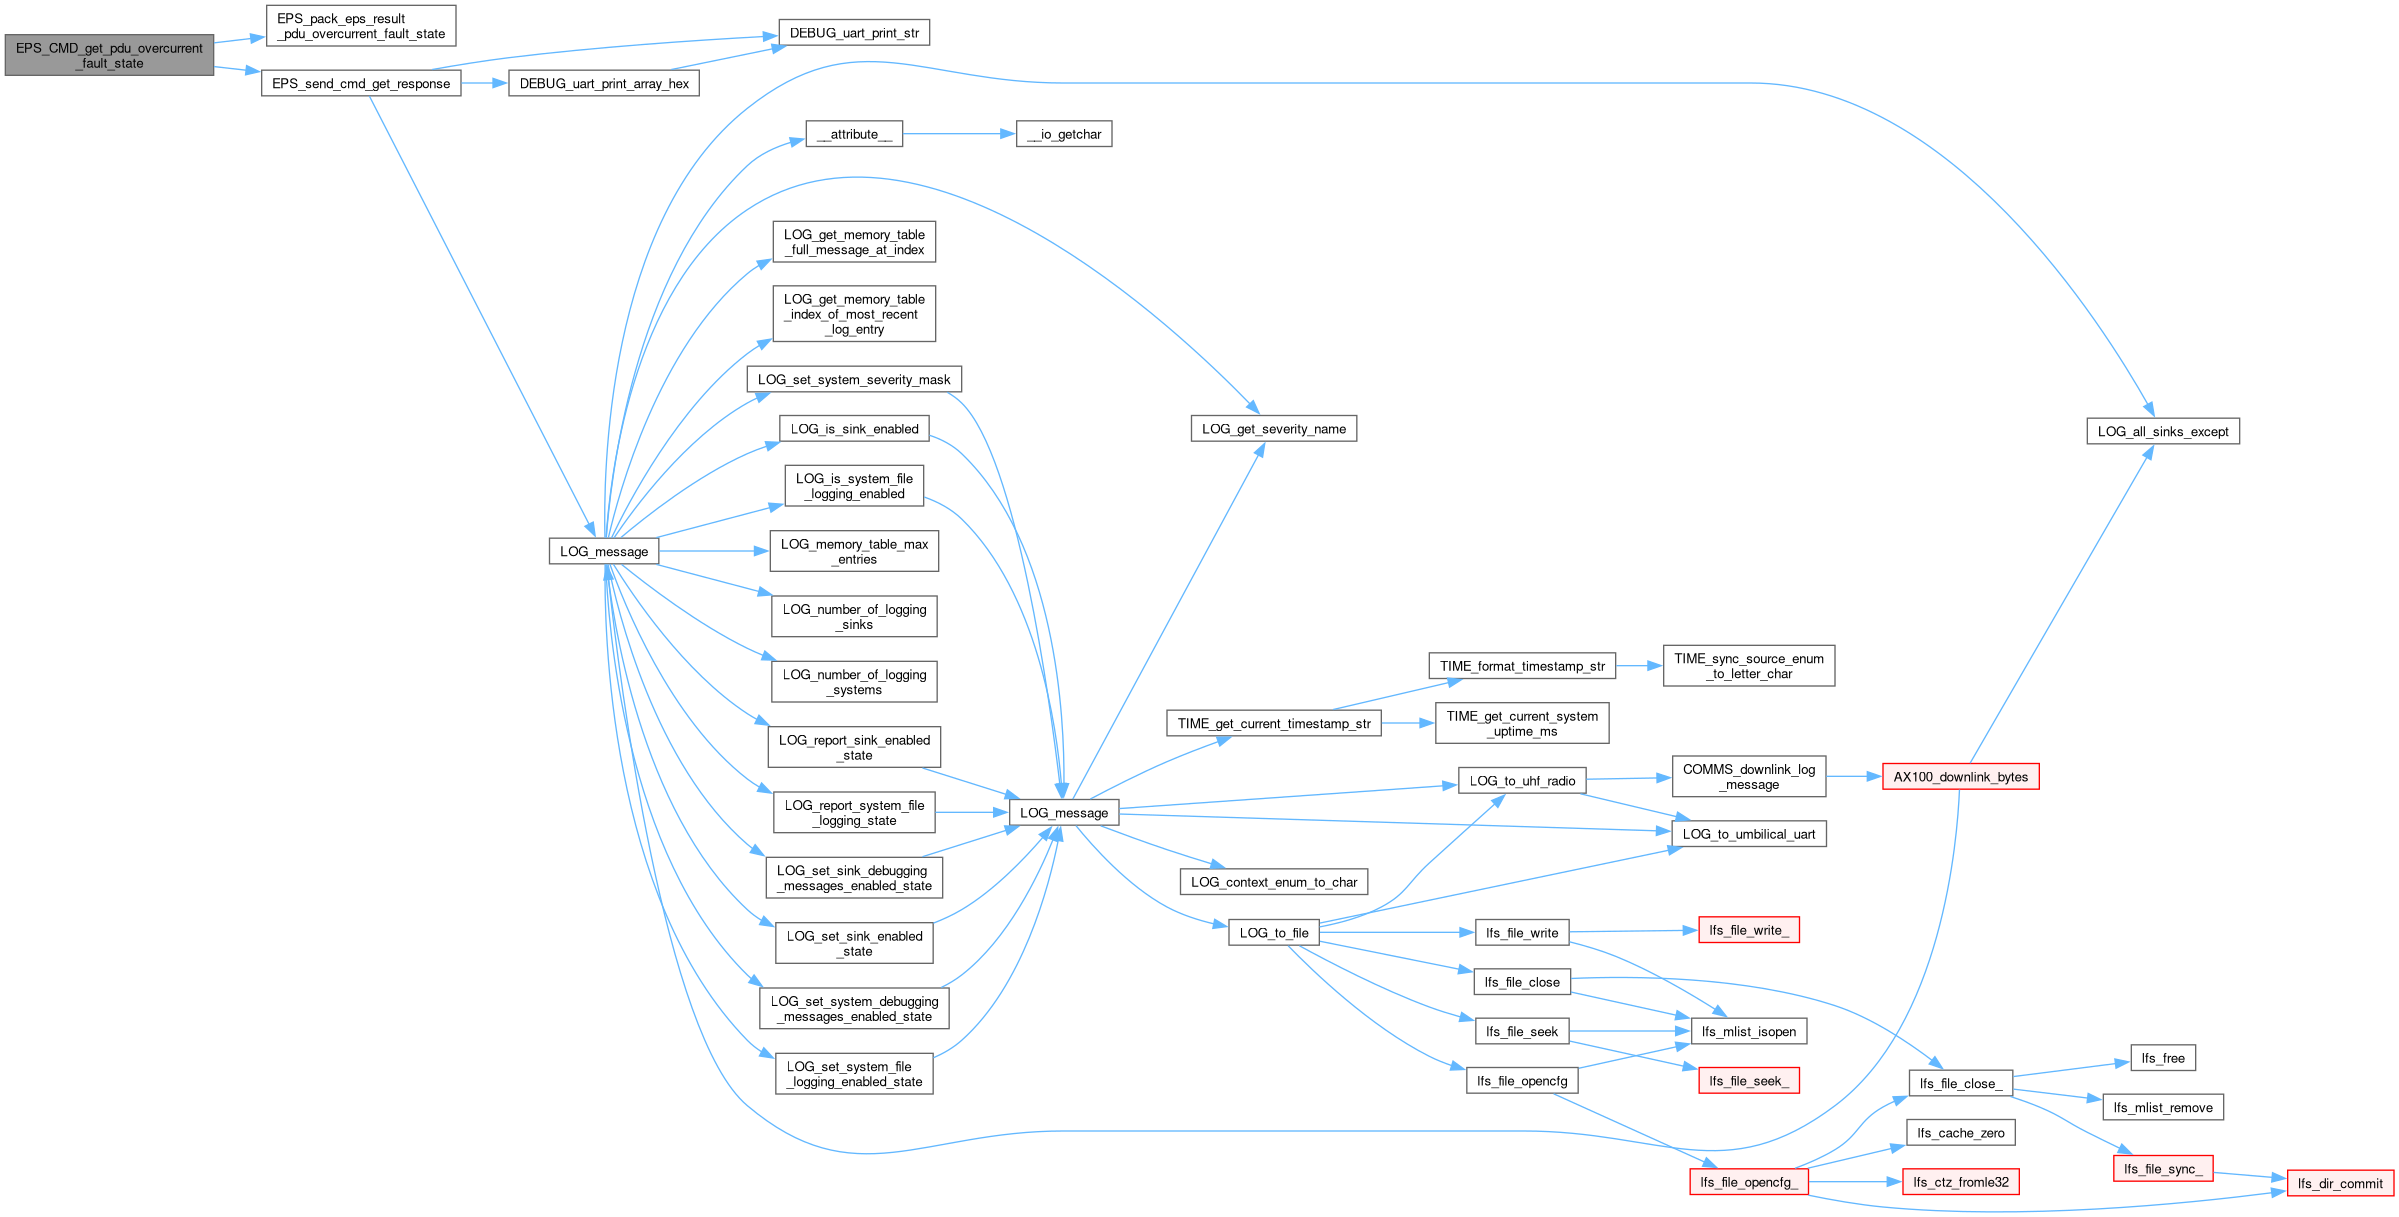 EPS_CMD_get_pdu_overcurrent
_fault_state
EPS_pack_eps_result
_pdu_overcurrent_fault_state
EPS_send_cmd_get_response
DEBUG_uart_print_str
DEBUG_uart_print_array_hex
LOG_message
__attribute__
__io_getchar
LOG_get_memory_table
_full_message_at_index
LOG_get_memory_table
_index_of_most_recent
_log_entry
LOG_set_system_severity_mask
LOG_is_sink_enabled
LOG_is_system_file
_logging_enabled
LOG_memory_table_max
_entries
LOG_number_of_logging
_sinks
LOG_number_of_logging
_systems
LOG_report_sink_enabled
_state
LOG_report_system_file
_logging_state
LOG_set_sink_debugging
_messages_enabled_state
LOG_set_sink_enabled
_state
LOG_set_system_debugging
_messages_enabled_state
LOG_set_system_file
_logging_enabled_state
LOG_message
LOG_get_severity_name
LOG_all_sinks_except
TIME_get_current_timestamp_str
TIME_format_timestamp_str
TIME_sync_source_enum
_to_letter_char
TIME_get_current_system
_uptime_ms
LOG_to_uhf_radio
COMMS_downlink_log
_message
AX100_downlink_bytes
LOG_to_umbilical_uart
LOG_context_enum_to_char
LOG_to_file
lfs_file_write
lfs_file_write_
lfs_file_close
lfs_file_seek
lfs_mlist_isopen
lfs_file_opencfg
lfs_file_seek_
lfs_file_close_
lfs_free
lfs_mlist_remove
lfs_cache_zero
lfs_file_sync_
lfs_file_opencfg_
lfs_ctz_fromle32
lfs_dir_commit